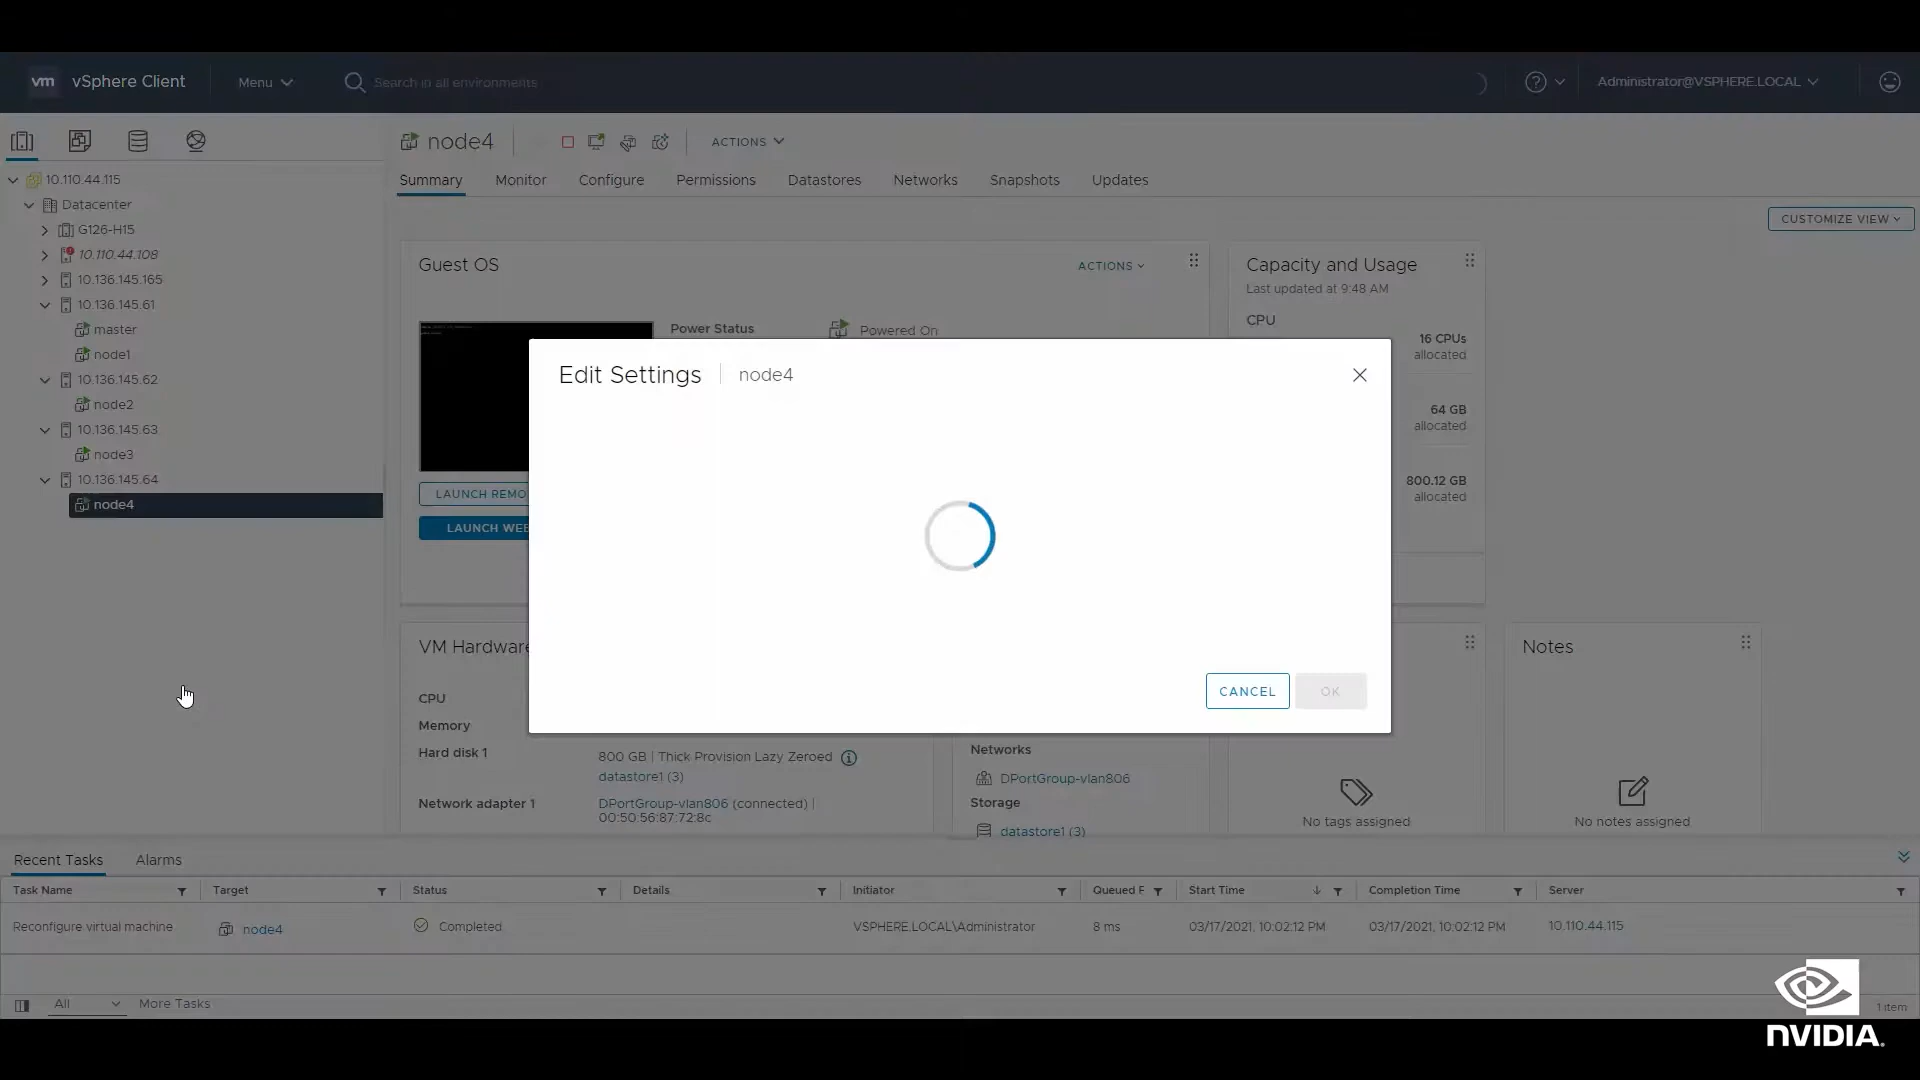 vm vSphere Client Menu Search in all environments Administrator@VSPHERE.LOCAL
node4 ACTIONS
10.110.44.115
Datacenter
G126-H15
10.110.44.108
10.136.145.165
10.136.145.61
master
node1
10.136.145.62
node2
10.136.145.63
node3
10.136.145.64
node4
Summary Monitor Configure Permissions Datastores Networks Snapshots Updates
CUSTOMIZE VIEW
Guest OS ACTIONS
Power Status Powered On
LAUNCH REMO
LAUNCH WEB
Capacity and Usage
Last updated at 9:48 AM
CPU
16 CPUs
allocated
64 GB
allocated
800.12 GB
allocated
Edit Settings node4
CANCEL OK
VM Hardware
CPU
Memory
Hard disk 1 800 GB | Thick Provision Lazy Zeroed
datastore1 (3)
Network adapter 1 DPortGroup-vlan806 (connected) |
00:50:56:87:72:8c
Networks
DPortGroup-vlan806
Storage
datastore1 (3)
No tags assigned
Notes
No notes assigned
Recent Tasks Alarms
Task Name Target Status Details Initiator Queued F Start Time Completion Time Server
Reconfigure virtual machine node4 Completed VSPHERE.LOCAL\Administrator 8 ms 03/17/2021, 10:02:12 PM 03/17/2021, 10:02:12 PM 10.110.44.115
All More Tasks 1 item
NVIDIA.